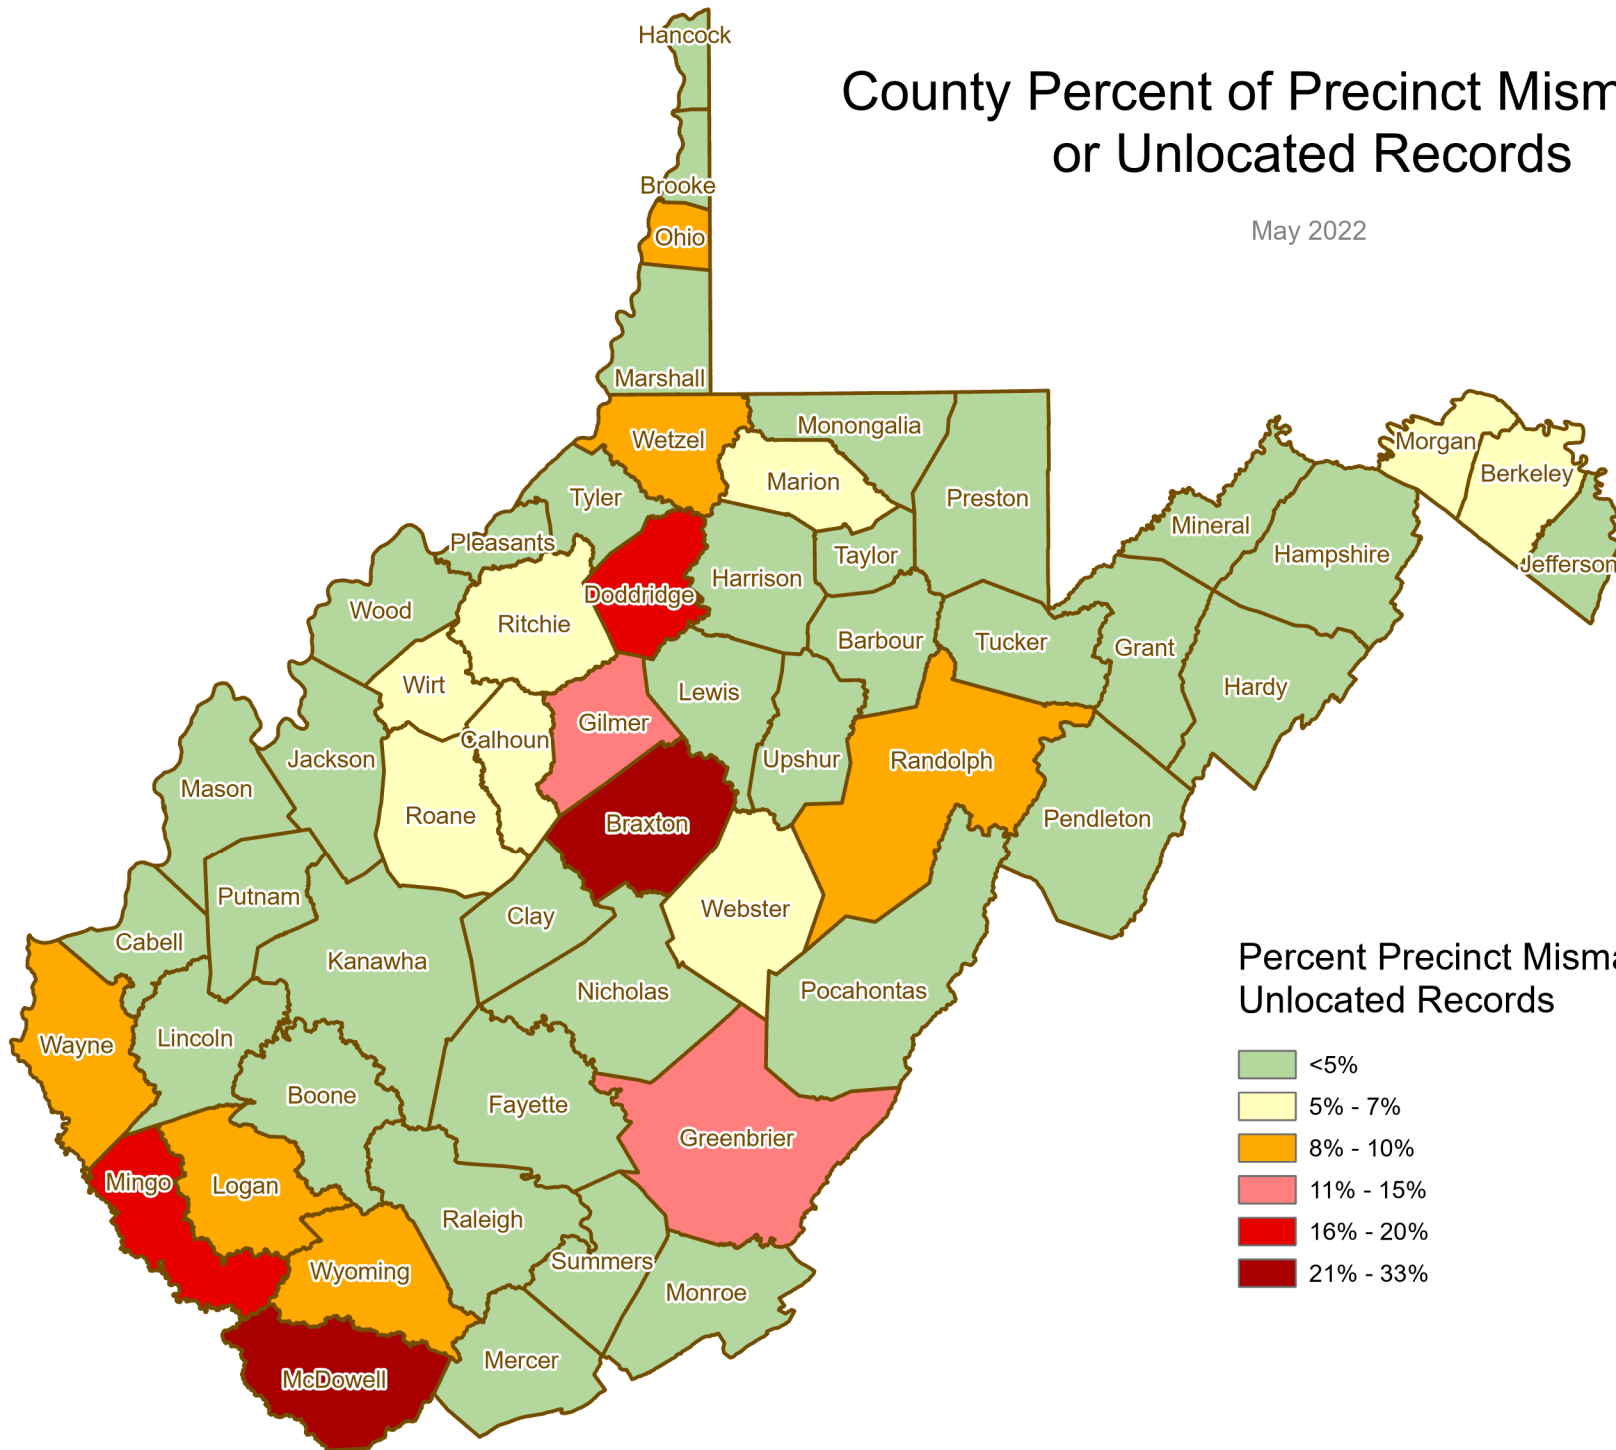 County Percent of Precinct
or Unlocated Records
May 2022
Hancock
Brooke
Ohio
Marshall
Wetzel
Monongalia
Marion
Preston
Morgan
Berkeley
Jefferson
Tyler
Pleasants
Taylor
Mineral
Hampshire
Harrison
Doddridge
Wood
Ritchie
Barbour
Tucker
Grant
Hardy
Wirt
Lewis
Gilmer
Calhoun
Jackson
Upshur
Randolph
Mason
Roane
Braxton
Pendleton
Putnam
Clay
Webster
Cabell
Kanawha
Nicholas
Pocahontas
Wayne
Lincoln
Boone
Fayette
Greenbrier
Mingo
Logan
Raleigh
Summers
Wyoming
Monroe
Mercer
McDowell
Percent Precinct
Unlocated Records
<5%
5% - 7%
8% - 10%
11% - 15%
16% - 20%
21% - 33%